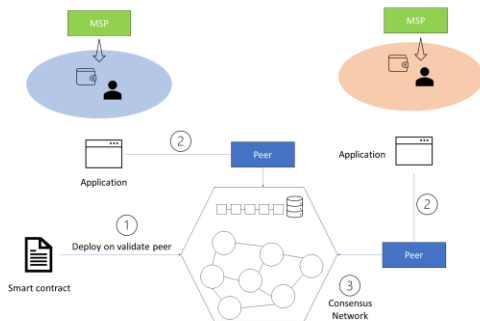 MSP
MSP
2
Peer
Application
Application
2
1
Deploy on validate peer
Peer
Smart contract
3
Consensus
Network